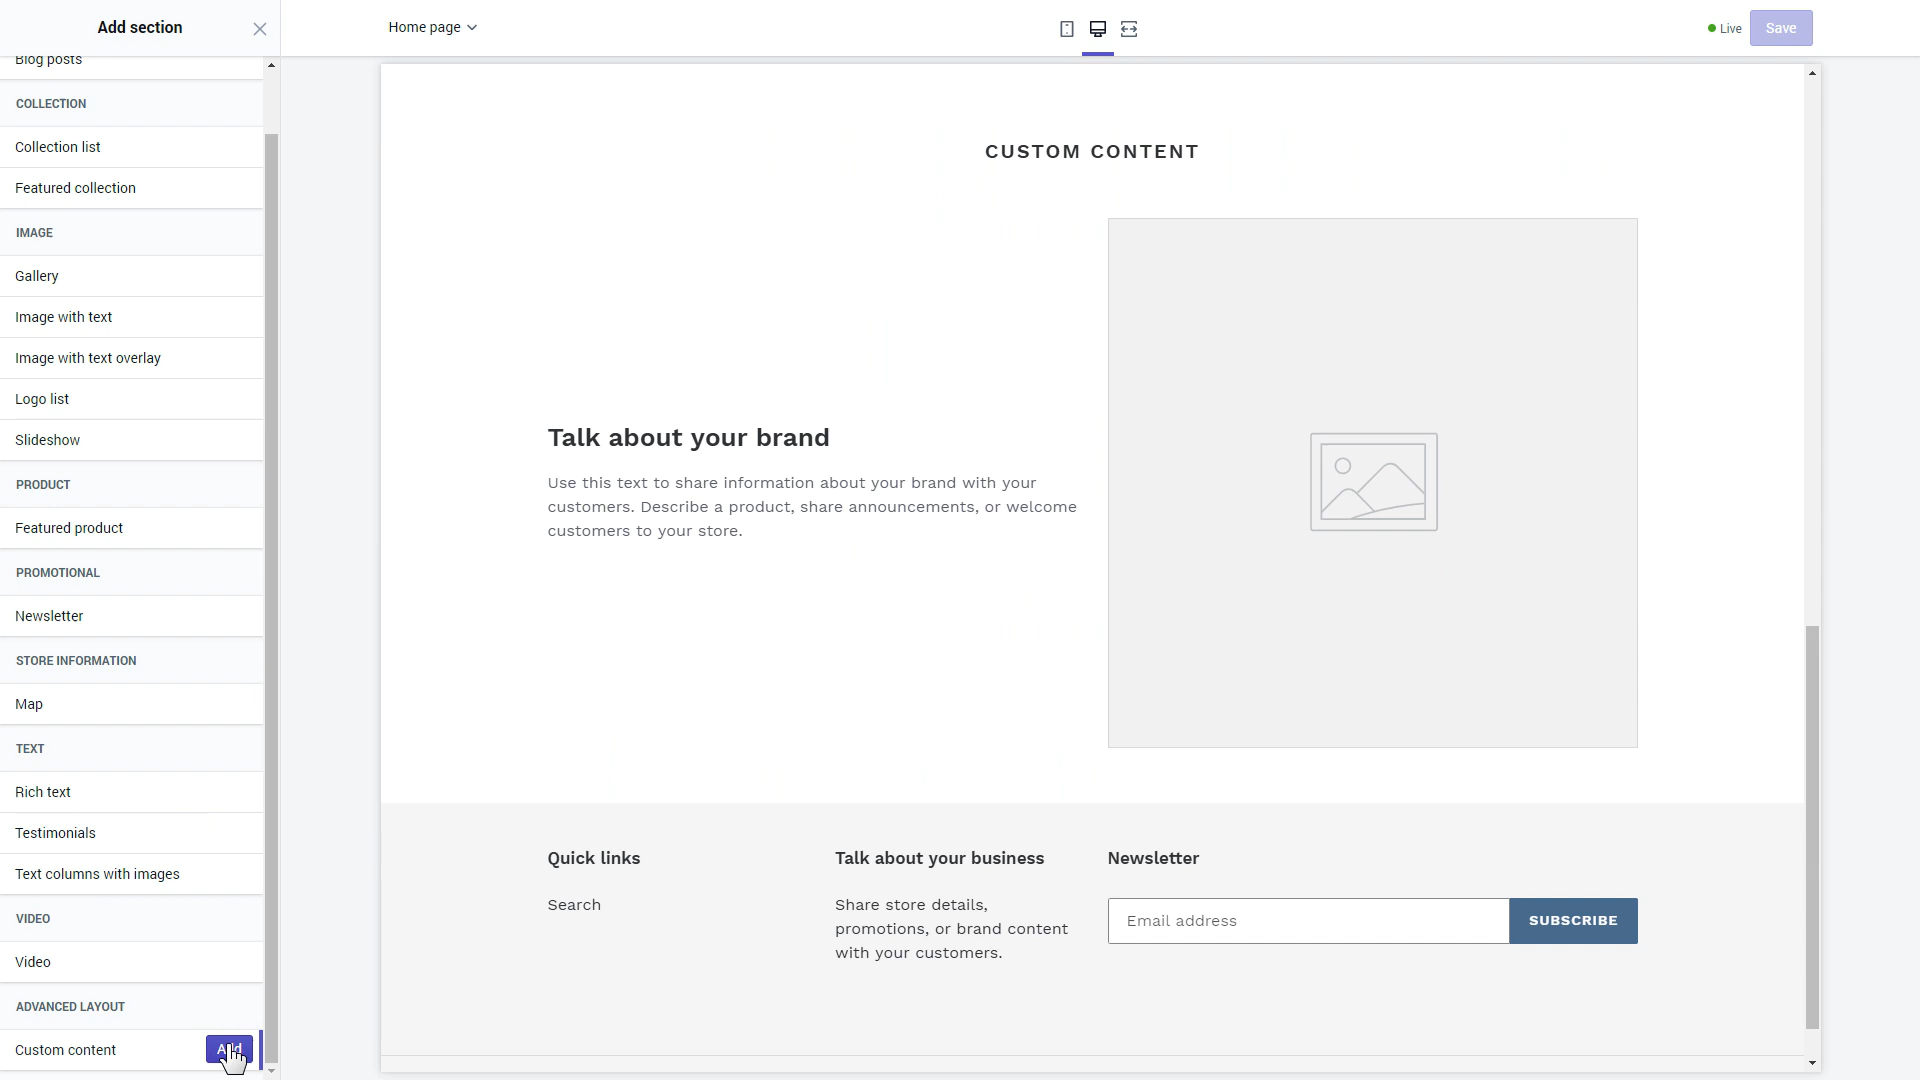 Add section
Home page
Live
Save
Blog posts
COLLECTION
Collection list
Featured collection
IMAGE
Gallery
Image with text
Image with text overlay
Logo list
Slideshow
PRODUCT
Featured product
PROMOTIONAL
Newsletter
STORE INFORMATION
Map
TEXT
Rich text
Testimonials
Text columns with images
VIDEO
Video
ADVANCED LAYOUT
Custom content
Add
CUSTOM CONTENT
Talk about your brand
Use this text to share information about your brand with your
customers. Describe a product, share announcements, or welcome
customers to your store.
Quick links
Search
Talk about your business
Share store details,
promotions, or brand content
with your customers.
Newsletter
Email address
SUBSCRIBE